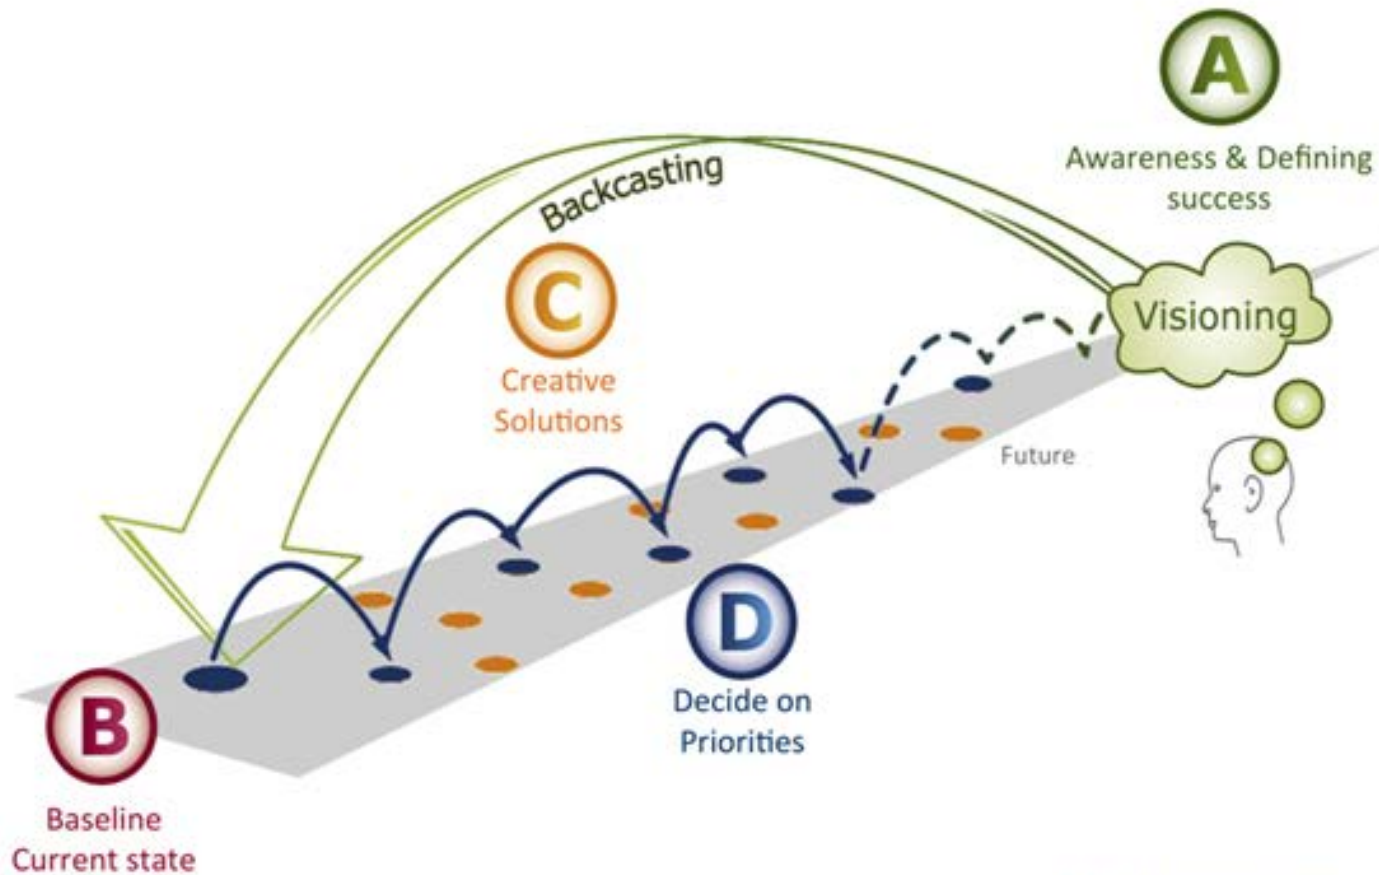 A
Awareness & Defining
success
Backcasting
C
Creative
Solutions
Visioning
Future
D
Decide on
Priorities
B
Baseline
Current state